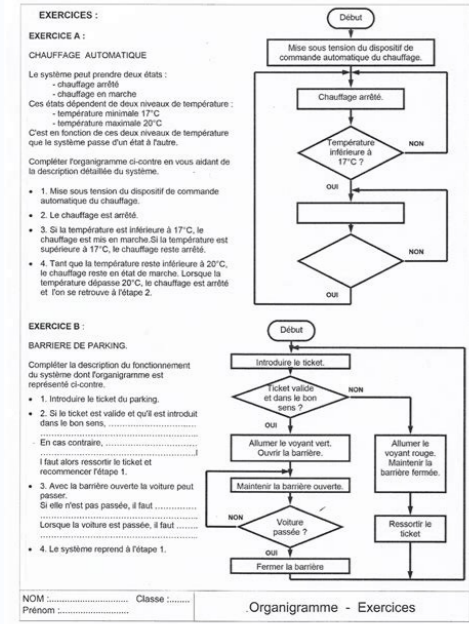 EXERCICES :
EXERCICE A :
CHAUFFAGE AUTOMATIQUE
Le système peut prendre deux états :
- chauffage arrêté
- chauffage en marche
Ces états dépendent de deux niveaux de température :
- température minimale 17°C
- température maximale 20°C
C'est en fonction de ces deux niveaux de température
que le système passe d'un état à l'autre.
Compléter l'organigramme ci-contre en vous aidant de
la description détaillée du système.
• 1. Mise sous tension du dispositif de commande
automatique du chauffage.
• 2. Le chauffage est arrêté.
• 3. Si la température est inférieure à 17°C, le
chauffage est mis en marche.Si la température est
supérieure à 17°C, le chauffage reste arrêté.
• 4. Tant que la température reste inférieure à 20°C,
le chauffage reste en état de marche. Lorsque la
température dépasse 20°C, le chauffage est arrêté
et l'on se retrouve à l'étape 2.
Début
Mise sous tension du dispositif de
commande automatique du chauffage.
Chauffage arrêté.
Température
inférieure à
17°C ?
NON
OUI
NON
OUI
EXERCICE B :
BARRIERE DE PARKING.
Compléter la description du fonctionnement
du système dont l'organigramme est
représenté ci-contre.
• 1. Introduire le ticket du parking.
• 2. Si le ticket est valide et qu'il est introduit
dans le bon sens, ................................
................................................................
En cas contraire, ................................
................................................................!
I faut alors ressortir le ticket et
recommencer l'étape 1.
• 3. Avec la barrière ouverte la voiture peut
passer.
Si elle n'est pas passée, il faut ................
................................................................
Lorsque la voiture est passée, il faut ........
................................................................
• 4. Le système reprend à l'étape 1.
Début
Introduire le ticket.
Ticket valide
et dans le bon
sens ?
NON
OUI
Allumer le voyant vert.
Ouvrir la barrière.
Allumer le
voyant rouge.
Maintenir la
barrière fermée.
Maintenir la barrière ouverte.
NON
Voiture
passée ?
Ressortir le
ticket
OUI
Fermer la barrière
NOM :........................ Classe :........
Prénom :........................
Organigramme - Exercices